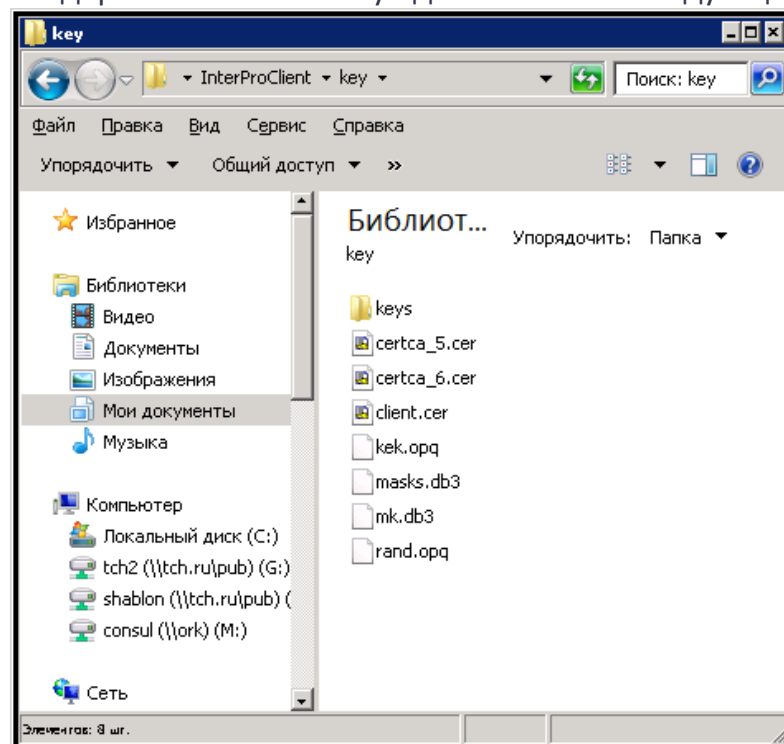 key
InterProClient key
Поиск: key
Файл Правка Вид Сервис Справка
Упорядочить Общий доступ »
Избранное
Библиотеки
Видео
Документы
Изображения
Мои документы
Музыка
Компьютер
Локальный диск (C:)
tch2 (\\tch.ru\pub) (G:)
shablon (\\tch.ru\pub) (
consul (\\ork) (M:)
Сеть
Библиот...
key
Упорядочить: Папка
keys
certca_5.cer
certca_6.cer
client.cer
kek.opq
masks.db3
mk.db3
rand.opq
Элементов: 8 шт.